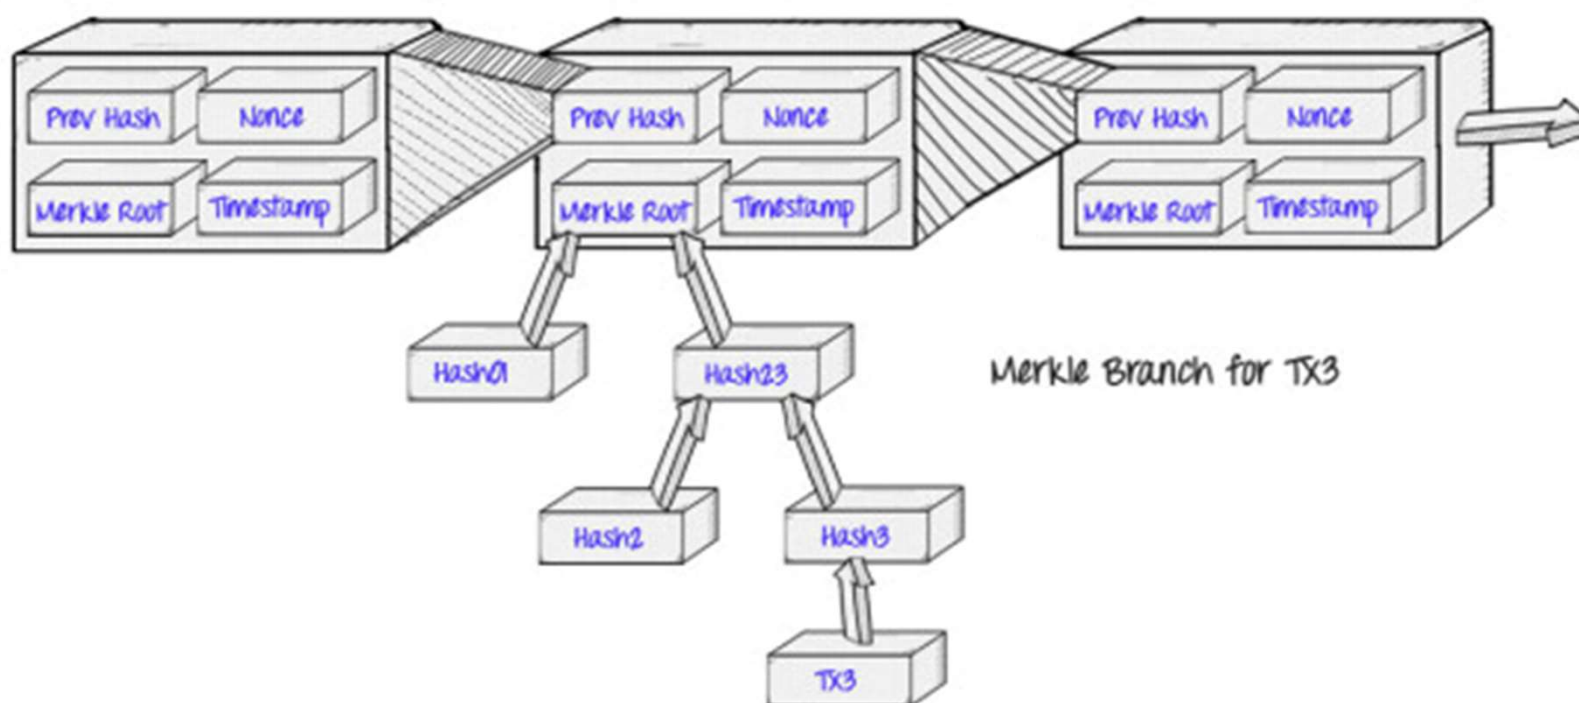 Prev Hash Nonce Prev Hash Nonce Prev Hash Nonce
Merkle Root Timestamp Merkle Root Timestamp Merkle Root Timestamp
Hash01 Hash23 Merkle Branch for Tx3
Hash2 Hash3
Tx3